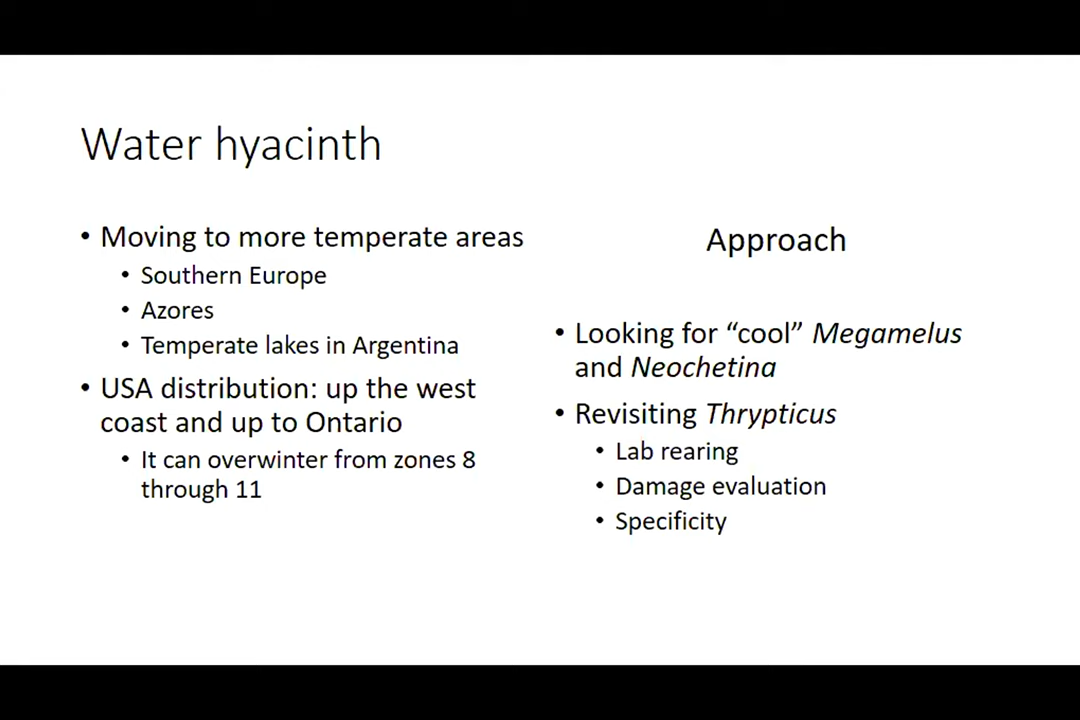 Water hyacinth
• Moving to more temperate areas
• Southern Europe
• Azores
• Temperate lakes in Argentina
• USA distribution: up the west
coast and up to Ontario
• It can overwinter from zones 8
through 11
Approach
• Looking for “cool” Megamelus
and Neochetina
• Revisiting Thrypticus
• Lab rearing
• Damage evaluation
• Specificity